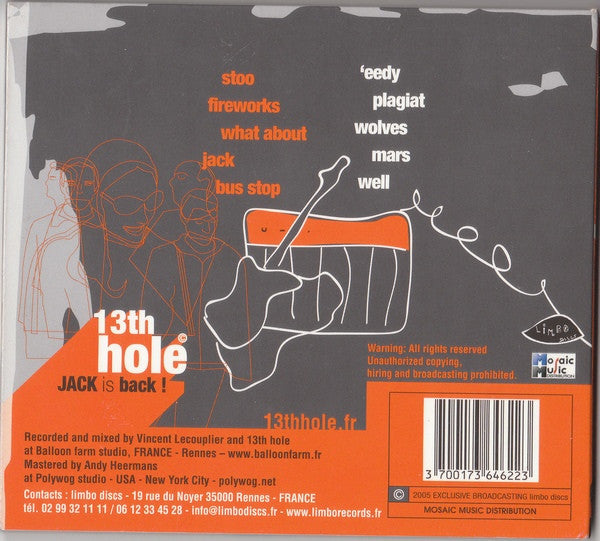 stoo
fireworks
what about
jack
bus stop
'eedy
plagiat
wolves
mars
well
LiMBO
DISCS
13th
hole ©
JACK is back !
Warning: All rights reserved
Unauthorized copying,
hiring and broadcasting prohibited.
Mosaic
Music
DISTRIBUTION
13thhole.fr
Recorded and mixed by Vincent Lecouplier and 13th hole
at Balloon farm studio, FRANCE - Rennes – www.balloonfarm.fr
Mastered by Andy Heermans
at Polywog studio - USA - New York City - polywog.net
Contacts : limbo discs - 19 rue du Noyer 35000 Rennes - FRANCE
tél. 02 99 32 11 11 / 06 12 33 45 28 - info@limbodiscs.fr - www.limborecords.fr
3 700173 646223
© 2005 EXCLUSIVE BROADCASTING limbo discs
MOSAIC MUSIC DISTRIBUTION